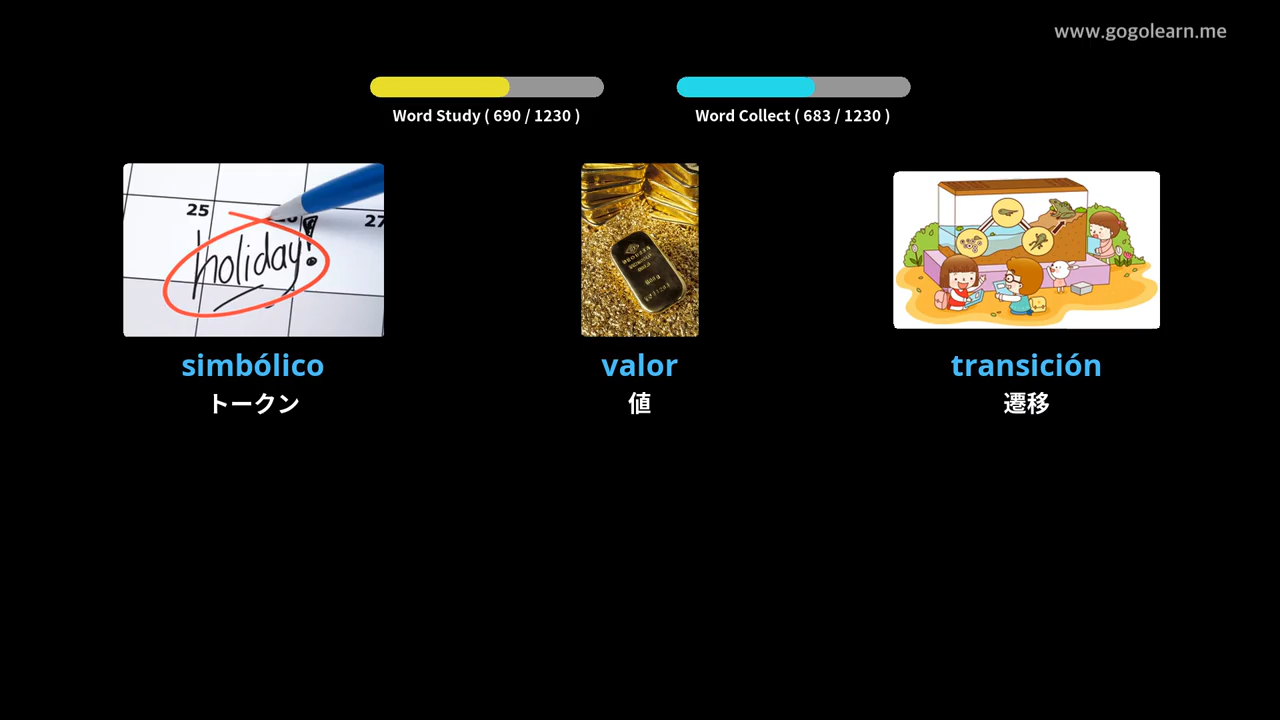 www.gogolearn.me
Word Study ( 690 / 1230 )
Word Collect ( 683 / 1230 )
25
27
holiday!
simbólico
valor
transición
トークン
値
遷移